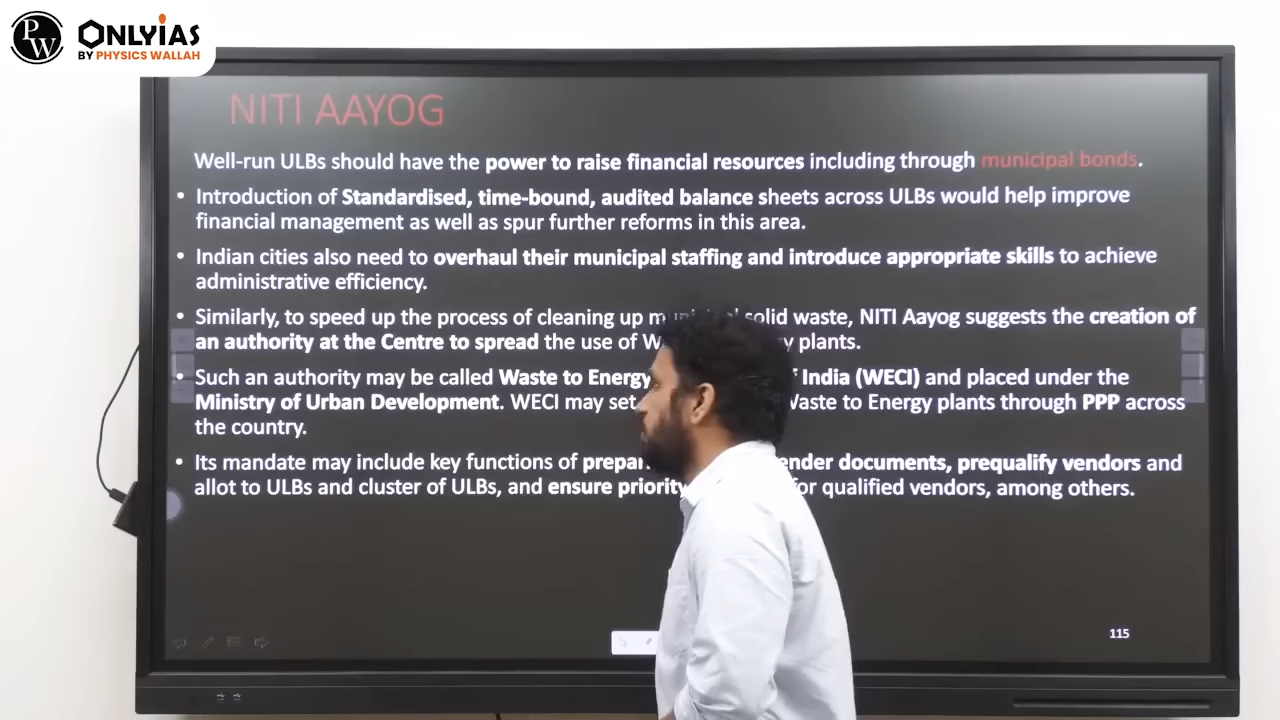 PW
ONLYIAS
BY PHYSICS WALLAH
NITI AAYOG
Well-run ULBs should have the power to raise financial resources including through municipal bonds.
• Introduction of Standardised, time-bound, audited balance sheets across ULBs would help improve
financial management as well as spur further reforms in this area.
• Indian cities also need to overhaul their municipal staffing and introduce appropriate skills to achieve
administrative efficiency.
• Similarly, to speed up the process of cleaning up solid waste, NITI Aayog suggests the creation of
an authority at the Centre to spread the use of plants.
• Such an authority may be called Waste to Energy India (WECI) and placed under the
Ministry of Urban Development. WECI may set Waste to Energy plants through PPP across
the country.
• Its mandate may include key functions of documents, prequalify vendors and
allot to ULBs and cluster of ULBs, and ensure priority for qualified vendors, among others.
115